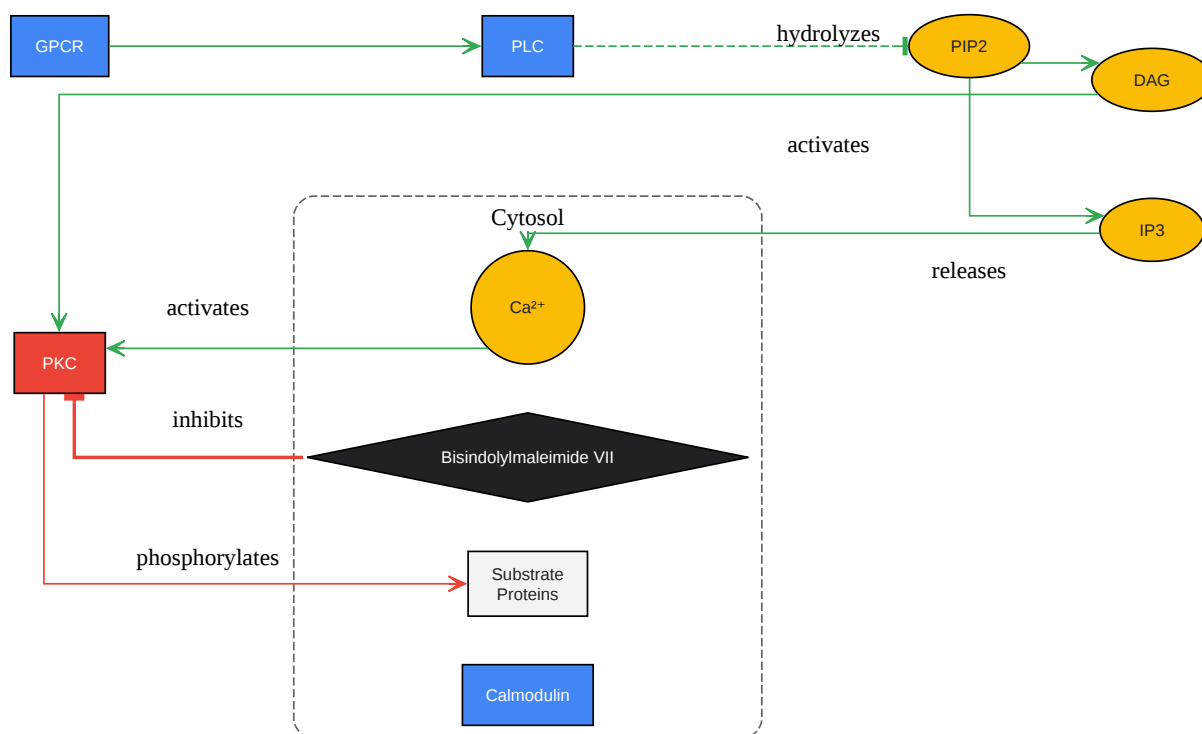 GPCR
PLC
hydrolyzes
PIP2
DAG
activates
Cytosol
IP3
releases
Ca²⁺
activates
PKC
inhibits
Bisindolylmaleimide VII
phosphorylates
Substrate
Proteins
Calmodulin